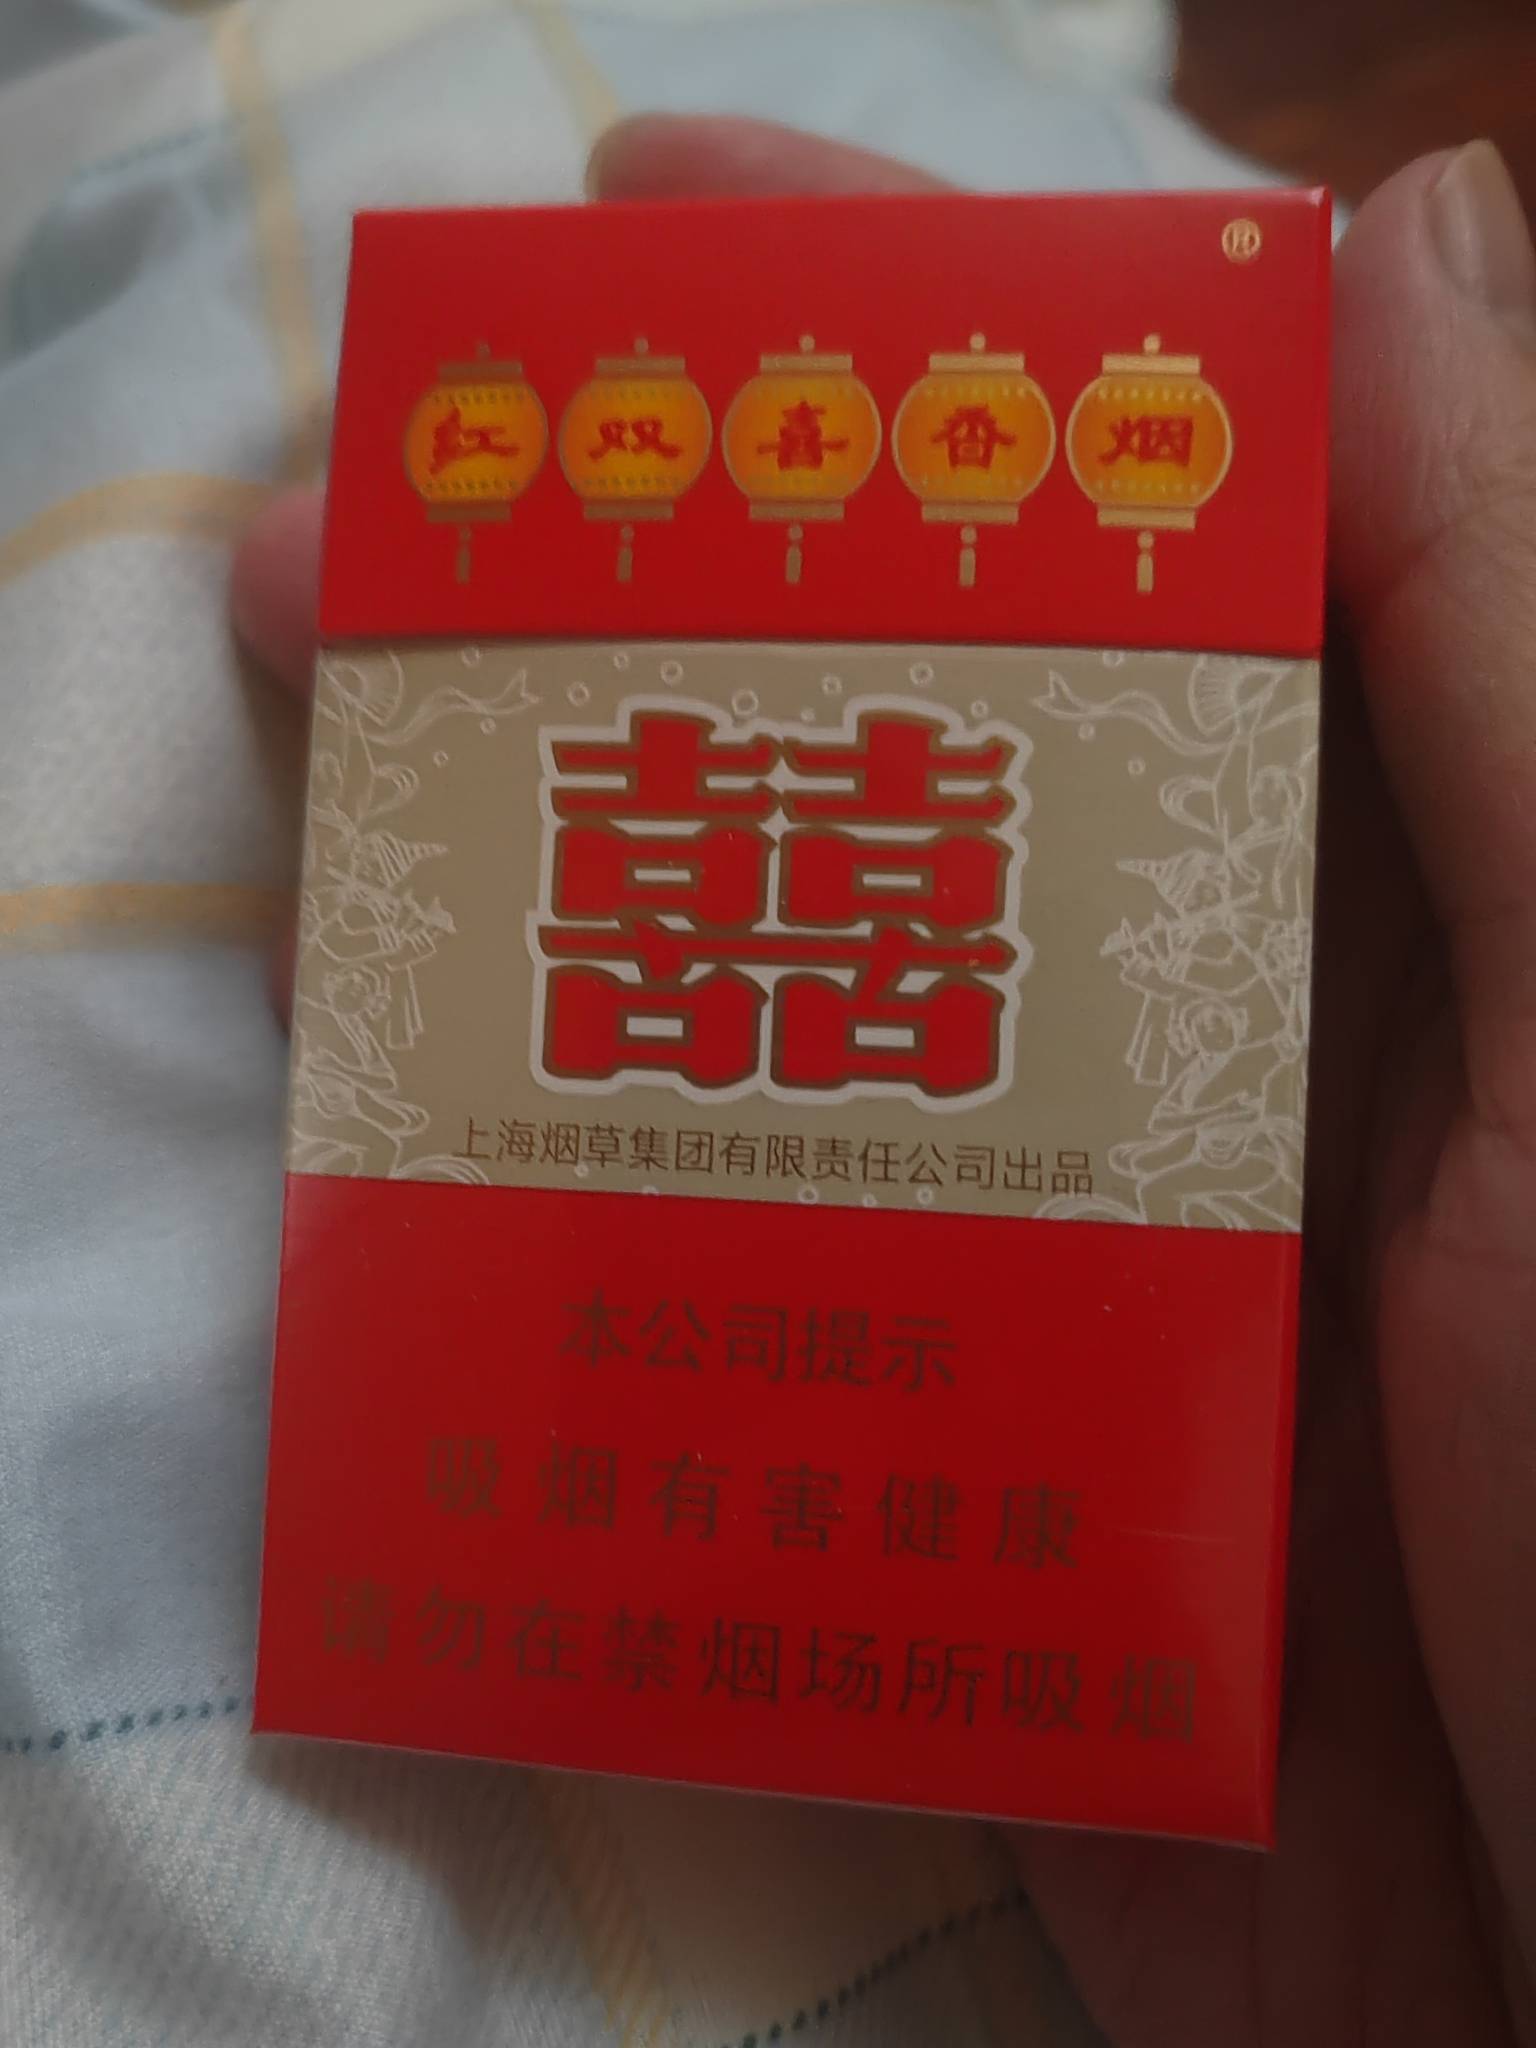 ®
红双喜香烟
囍
上海烟草集团有限责任公司出品
本公司提示
吸烟有害健康
请勿在禁烟场所吸烟